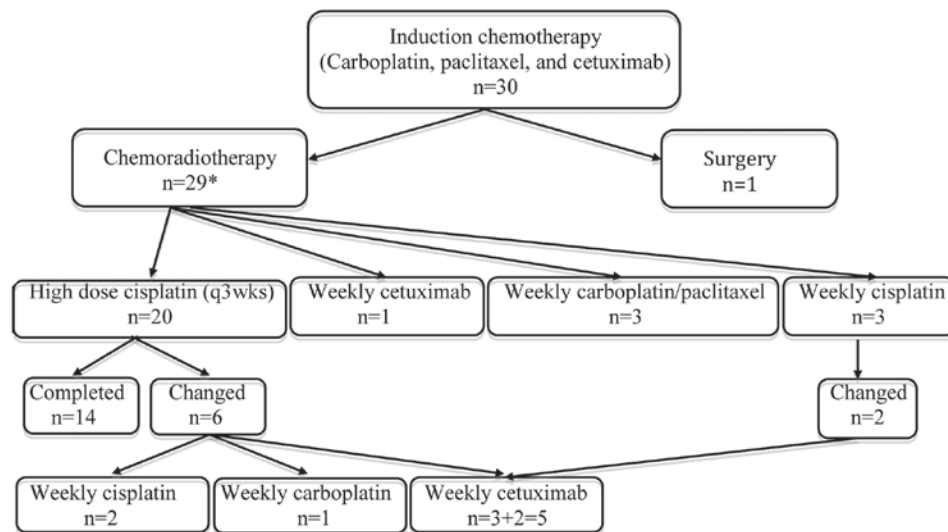 Induction chemotherapy
(Carboplatin, paclitaxel, and cetuximab)
n=30
Chemoradiotherapy
n=29*
Surgery
n=1
High dose cisplatin (q3wks)
n=20
Weekly cetuximab
n=1
Weekly carboplatin/paclitaxel
n=3
Weekly cisplatin
n=3
Completed
n=14
Changed
n=6
Changed
n=2
Weekly cisplatin
n=2
Weekly carboplatin
n=1
Weekly cetuximab
n=3+2=5